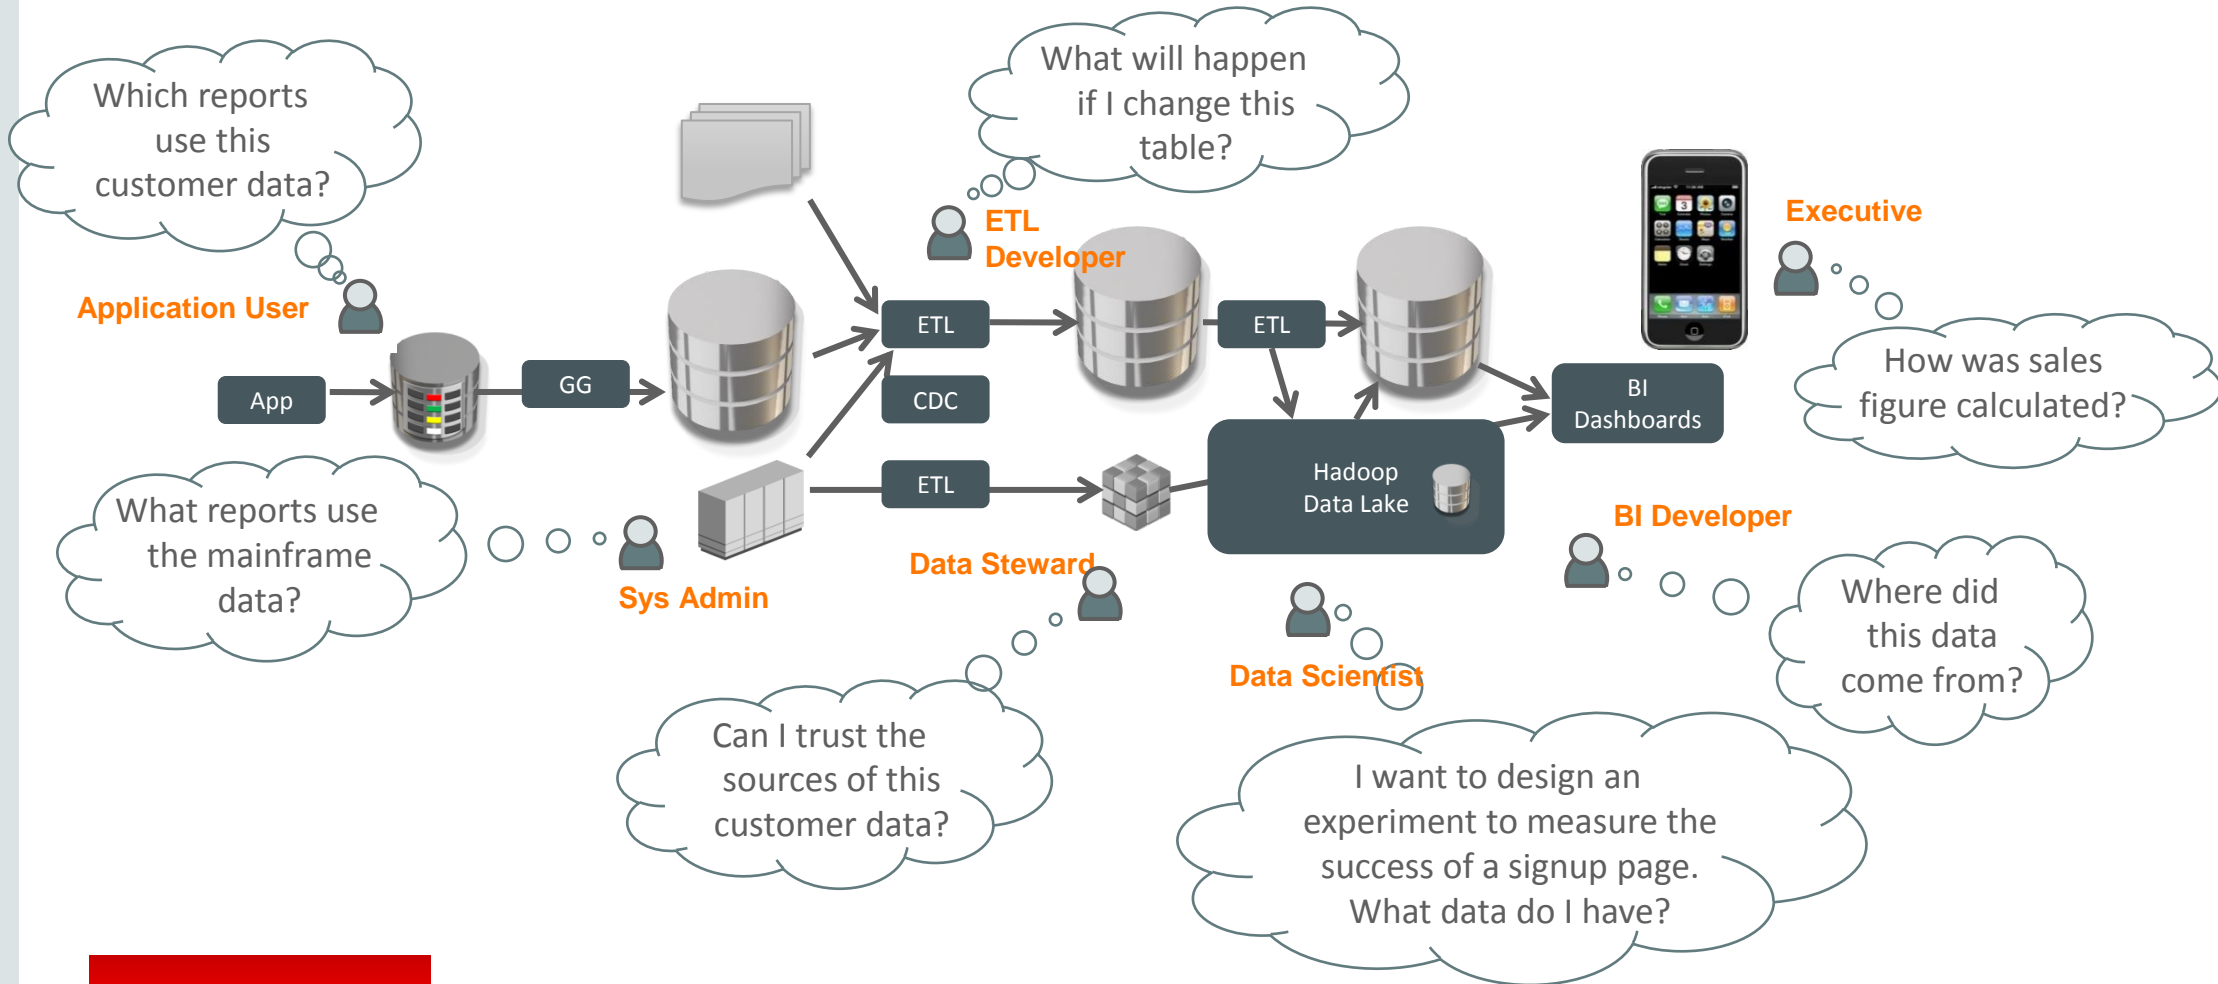 What will happen
if I change this
table?
Which reports
use this
customer data?
ETL
Developer
Executive
Application User
ETL
ETL
How was sales
figure calculated?
App
GG
CDC
BI
Dashboards
Hadoop
Data Lake
ETL
What reports use
the mainframe
data?
Sys Admin
Data Steward
BI Developer
Where did
this data
come from?
Data Scientist
Can I trust the
sources of this
customer data?
I want to design an
experiment to measure the
success of a signup page.
What data do I have?